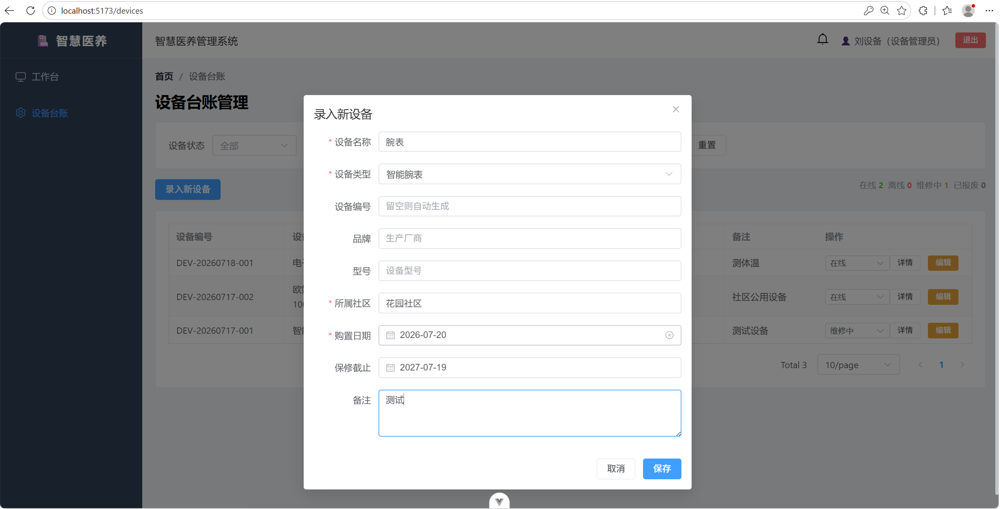 localhost:5173/devices
智慧医养
智慧医养管理系统
刘设备（设备管理员）
退出
工作台
设备台账
首页 / 设备台账
设备台账管理
设备状态 全部
重置
录入新设备
在线 2 离线 0 维修中 1 已报废 0
设备编号
备注
操作
DEV-20260718-001
测体温
在线
详情
编辑
DEV-20260717-002
社区公用设备
在线
详情
编辑
DEV-20260717-001
测试设备
维修中
详情
编辑
Total 3
10/page
1
录入新设备
* 设备名称 腕表
* 设备类型 智能腕表
设备编号 留空则自动生成
品牌 生产厂商
型号 设备型号
* 所属社区 花园社区
* 购置日期 2026-07-20
保修截止 2027-07-19
备注 测试
取消 保存